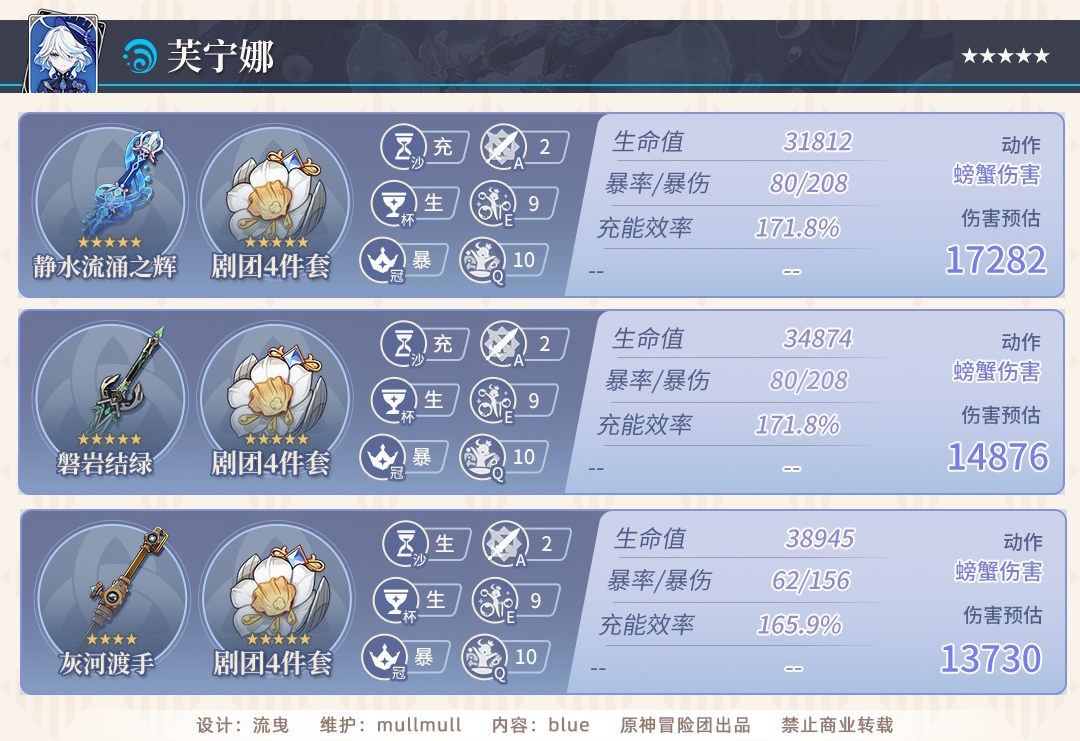 芙宁娜 ★★★★★
充 沙 2 A 生命值 31812 动作
螃蟹伤害
生 杯 9 E 暴率/暴伤 80/208
伤害预估
充能效率 171.8%
★★★★★ ★★★★★
静水流涌之辉 剧团4件套 暴 冠 10 Q -- -- 17282
充 沙 2 A 生命值 34874 动作
螃蟹伤害
生 杯 9 E 暴率/暴伤 80/208
伤害预估
充能效率 171.8%
★★★★★ ★★★★★
磐岩结绿 剧团4件套 暴 冠 10 Q -- -- 14876
生 沙 2 A 生命值 38945 动作
螃蟹伤害
生 杯 9 E 暴率/暴伤 62/156
伤害预估
充能效率 165.9%
★★★★ ★★★★★
灰河渡手 剧团4件套 暴 冠 10 Q -- -- 13730
设计：流曳 维护：mullmull 内容：blue 原神冒险团出品 禁止商业转载